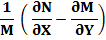 1/M (∂N/∂X − ∂M/∂Y)